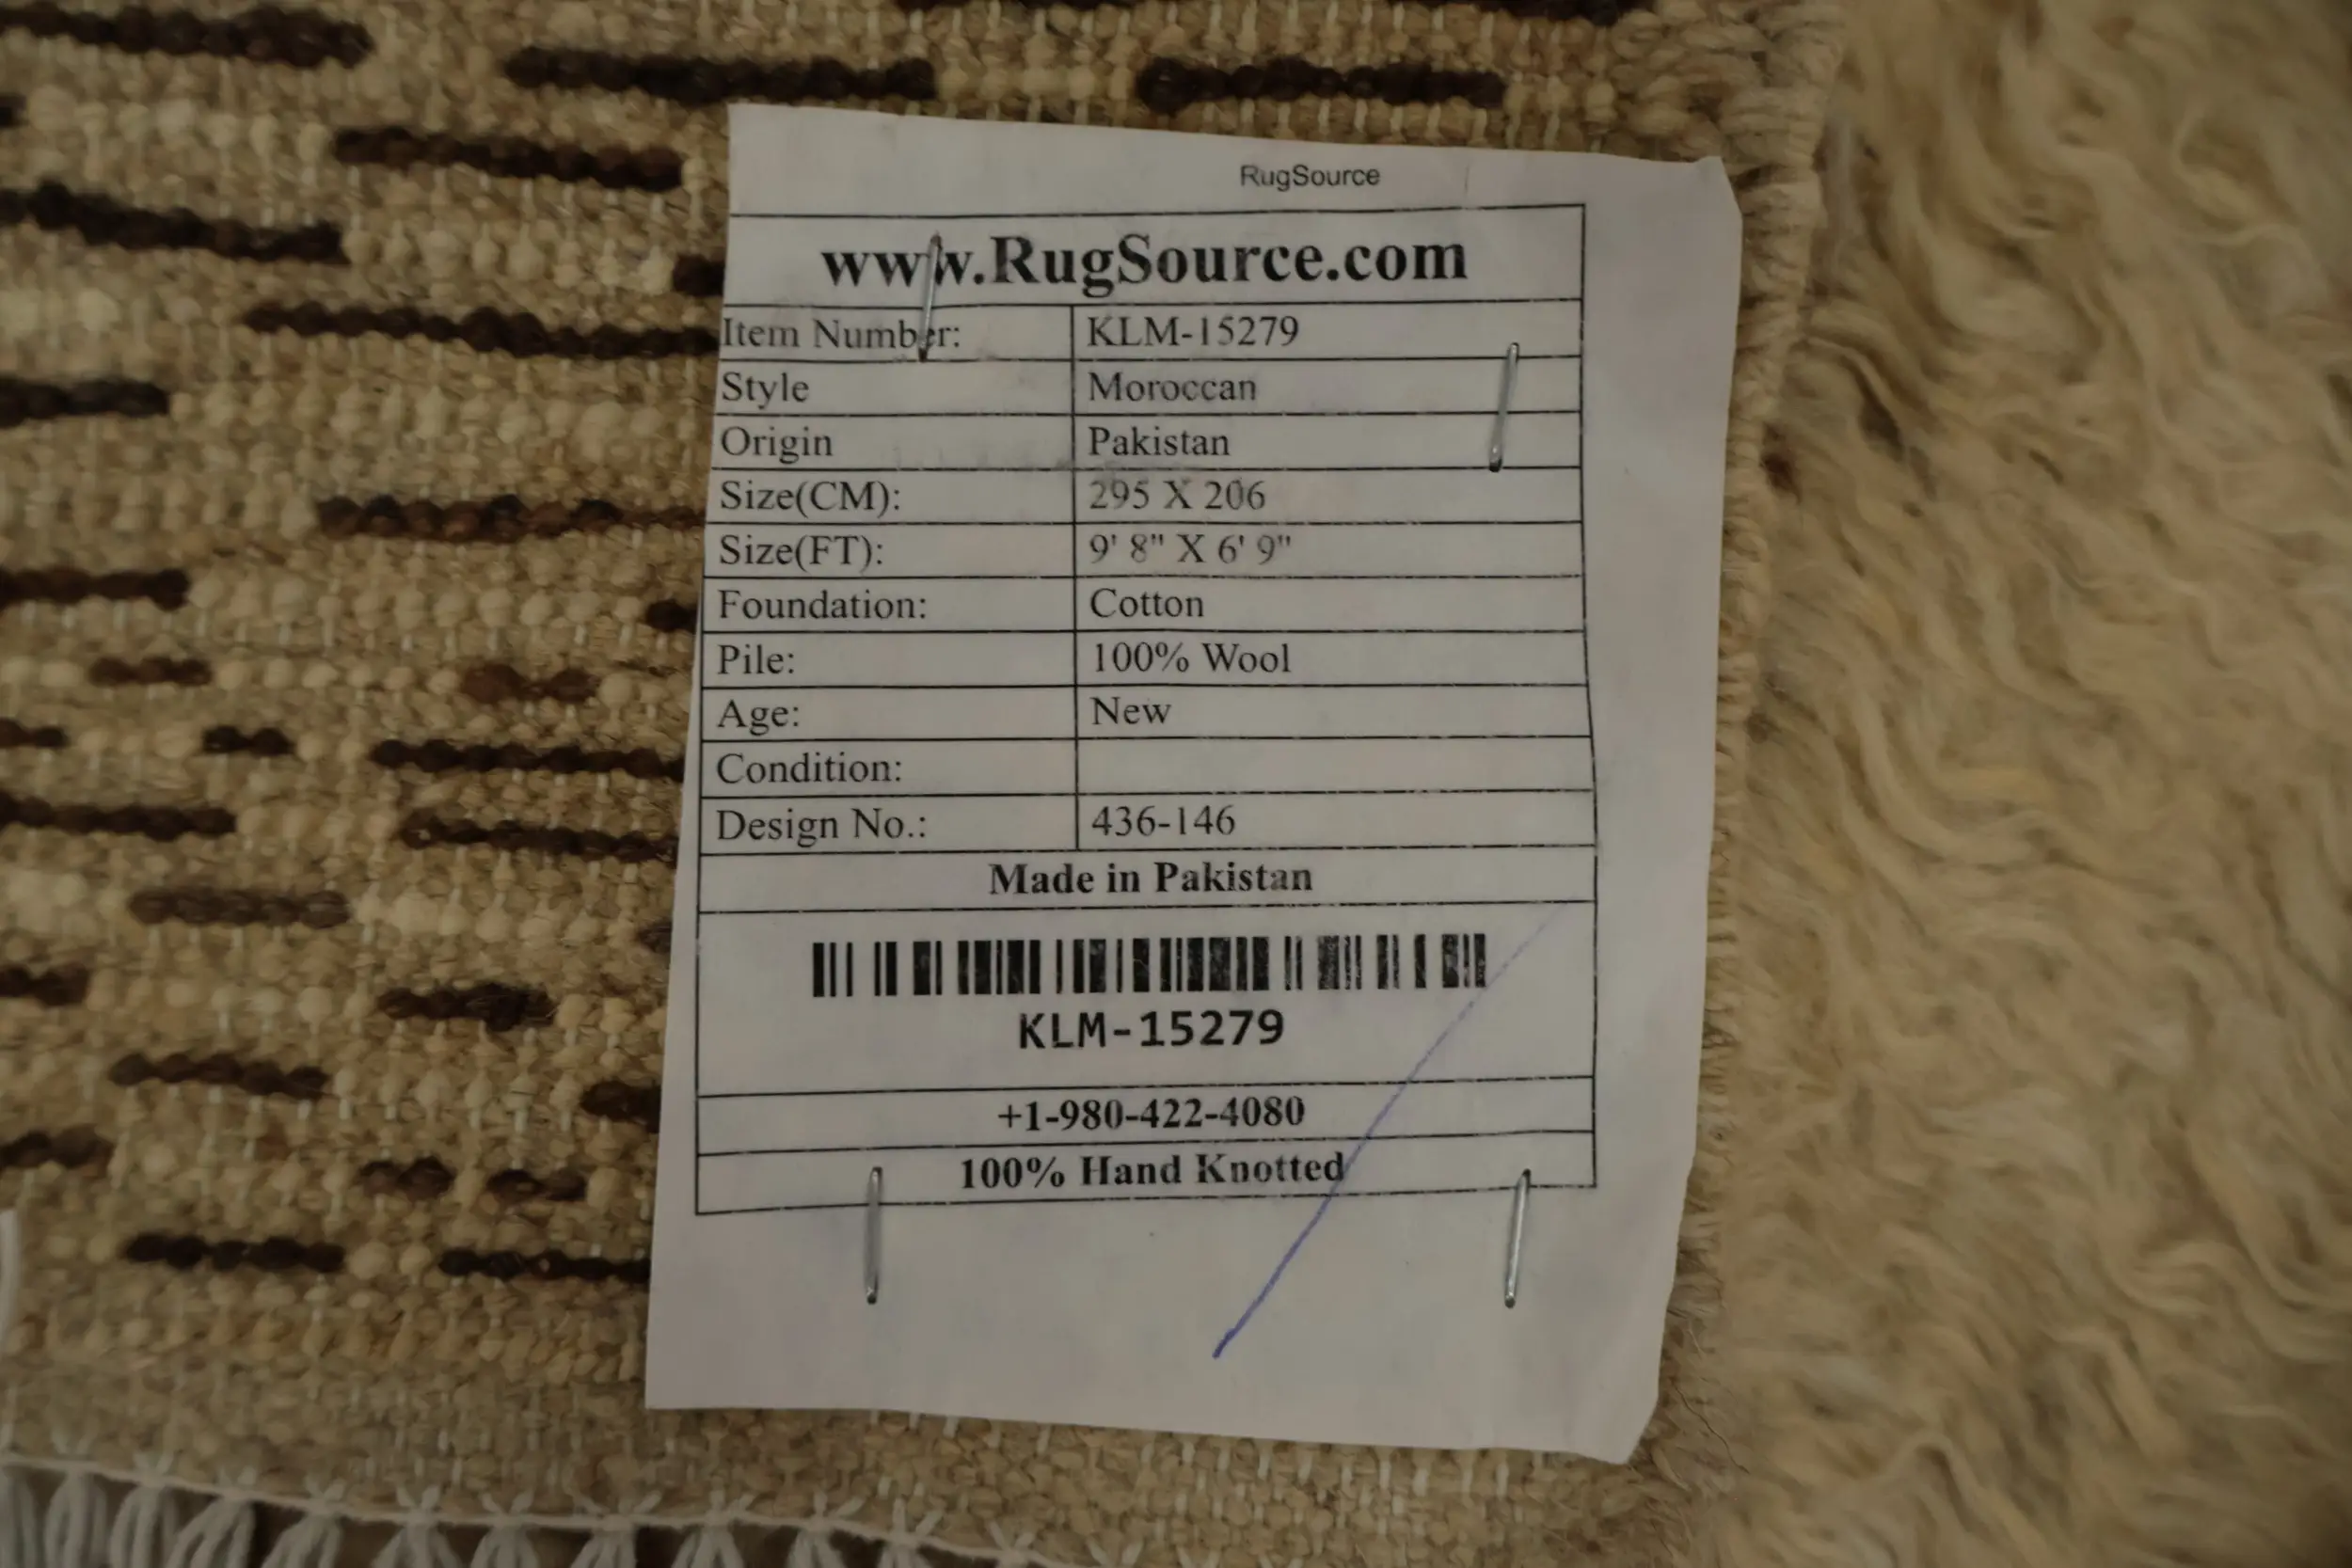 RugSource
www.RugSource.com
Item Number: KLM-15279
Style Moroccan
Origin Pakistan
Size(CM): 295 X 206
Size(FT): 9' 8" X 6' 9"
Foundation: Cotton
Pile: 100% Wool
Age: New
Condition:
Design No.: 436-146
Made in Pakistan
KLM-15279
+1-980-422-4080
100% Hand Knotted